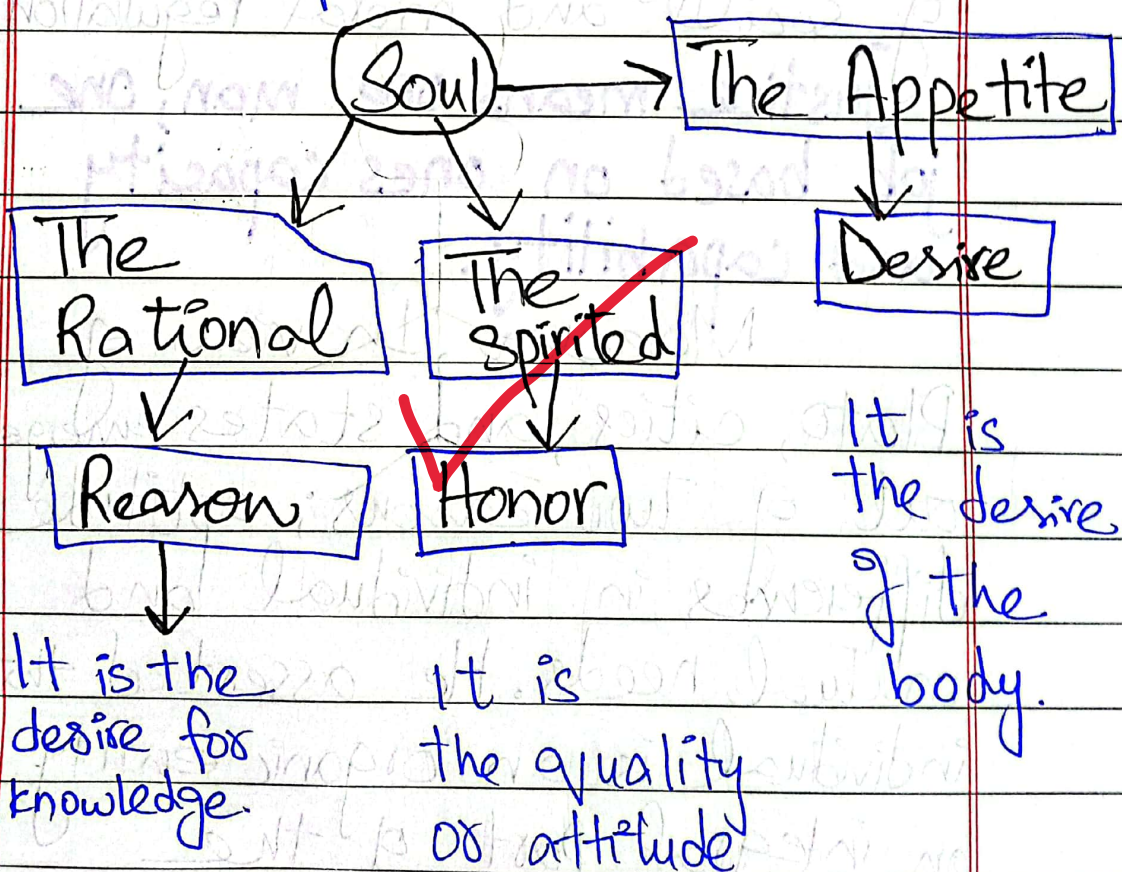 Soul
The Appetite
The
Rational
The
spirited
Desire
Reason
Honor
It is the
desire for
knowledge.
It is
the quality
or attitude
It is
the desire
of the
body.